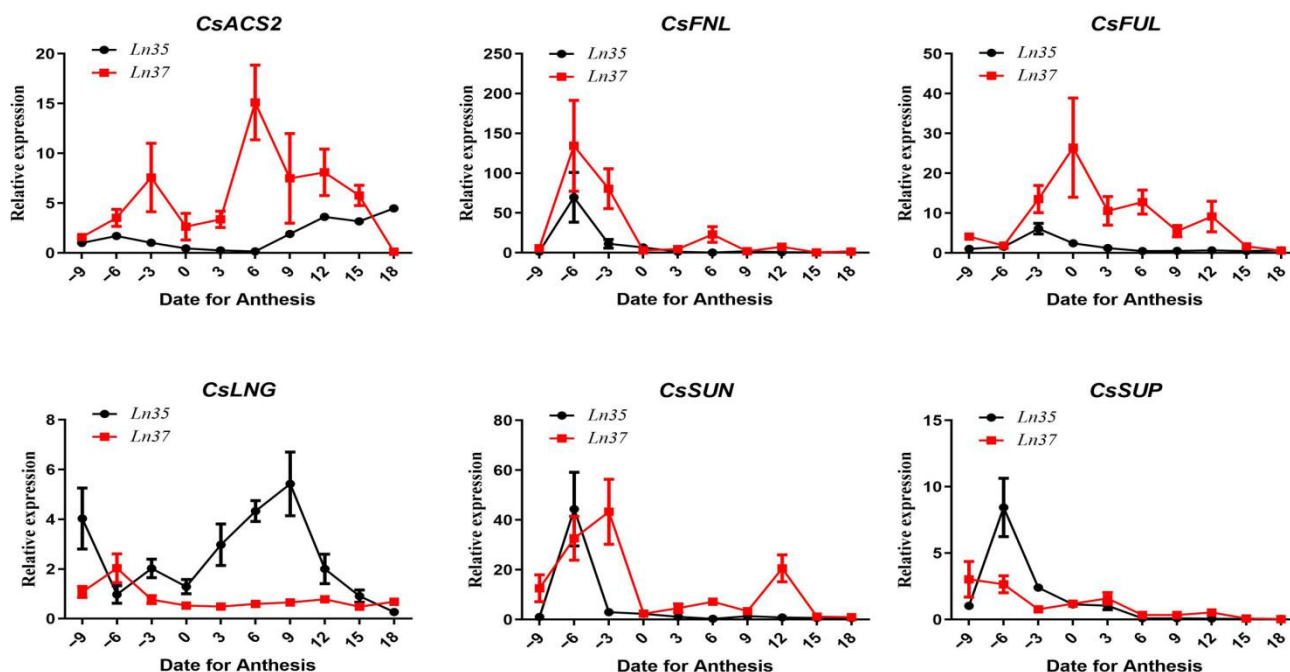 CsACS2
Ln35
Ln37
Relative expression
20
15
10
5
0
-9 -6 -3 0 3 6 9 12 15 18
Date for Anthesis
CsFNL
Ln35
Ln37
Relative expression
250
200
150
100
50
0
-9 -6 -3 0 3 6 9 12 15 18
Date for Anthesis
CsFUL
Ln35
Ln37
Relative expression
50
40
30
20
10
0
-9 -6 -3 0 3 6 9 12 15 18
Date for Anthesis
CsLNG
Ln35
Ln37
Relative expression
8
6
4
2
0
-9 -6 -3 0 3 6 9 12 15 18
Date for Anthesis
CsSUN
Ln35
Ln37
Relative expression
80
60
40
20
0
-9 -6 -3 0 3 6 9 12 15 18
Date for Anthesis
CsSUP
Ln35
Ln37
Relative expression
15
10
5
0
-9 -6 -3 0 3 6 9 12 15 18
Date for Anthesis